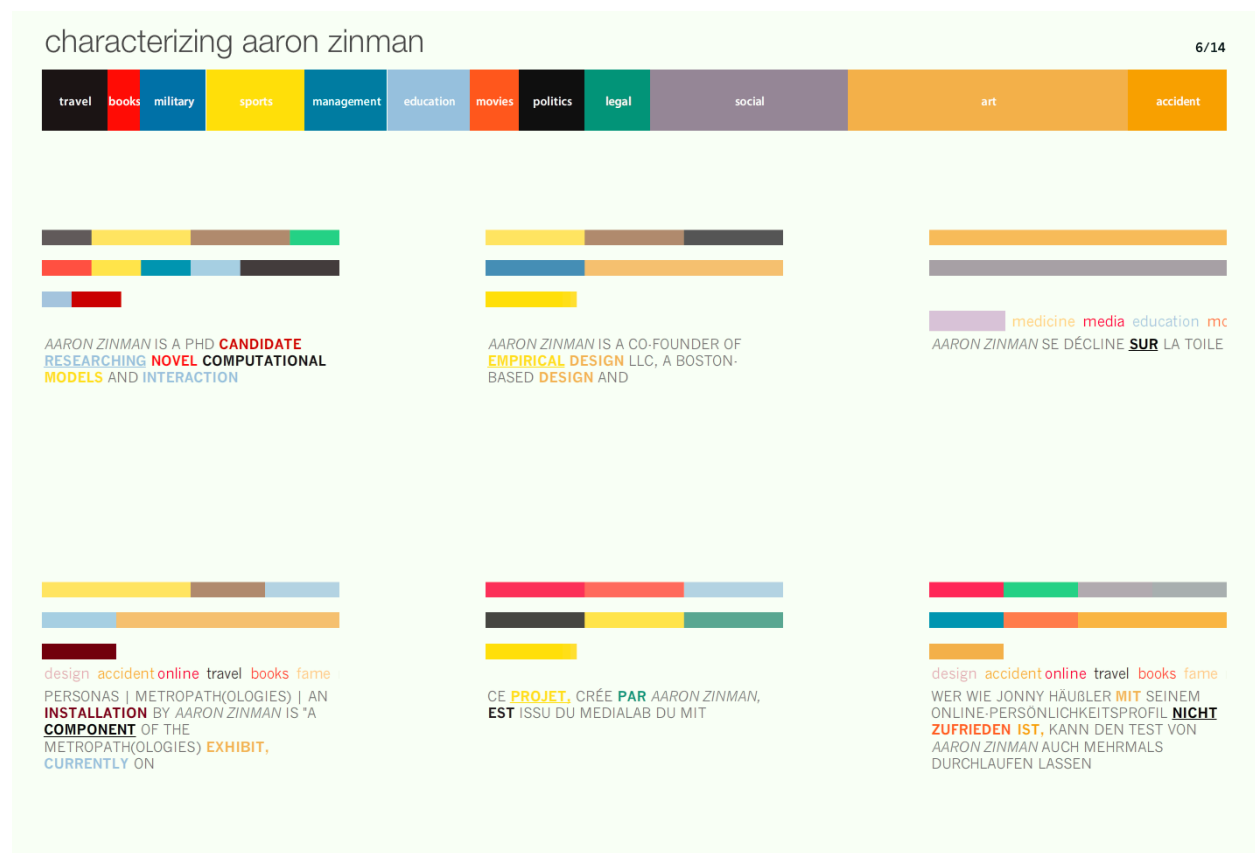 characterizing aaron zinman
6/14
travel books military sports management education movies politics legal social art accident
AARON ZINMAN IS A PHD CANDIDATE
RESEARCHING NOVEL COMPUTATIONAL
MODELS AND INTERACTION
AARON ZINMAN IS A CO-FOUNDER OF
EMPIRICAL DESIGN LLC, A BOSTON-
BASED DESIGN AND
medicine media education mo
AARON ZINMAN SE DÉCLINE SUR LA TOILE
design accident online travel books fame
PERSONAS | METROPATH(OLOGIES) | AN
INSTALLATION BY AARON ZINMAN IS "A
COMPONENT OF THE
METROPATH(OLOGIES) EXHIBIT,
CURRENTLY ON
CE PROJET, CRÉE PAR AARON ZINMAN,
EST ISSU DU MEDIALAB DU MIT
design accident online travel books fame
WER WIE JONNY HÄUßLER MIT SEINEM
ONLINE-PERSÖNLICHKEITSPROFIL NICHT
ZUFRIEDEN IST, KANN DEN TEST VON
AARON ZINMAN AUCH MEHRMALS
DURCHLAUFEN LASSEN